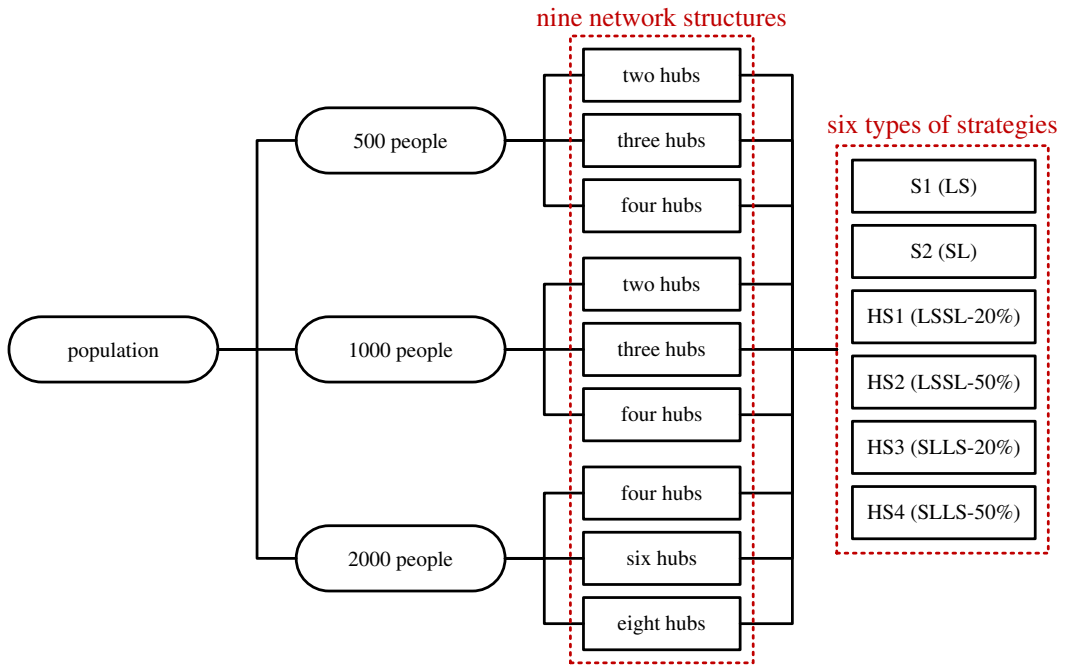 nine network structures
two hubs
500 people
three hubs
four hubs
two hubs
population
1000 people
three hubs
four hubs
four hubs
2000 people
six hubs
eight hubs
six types of strategies
S1 (LS)
S2 (SL)
HS1 (LSSL-20%)
HS2 (LSSL-50%)
HS3 (SLLS-20%)
HS4 (SLLS-50%)